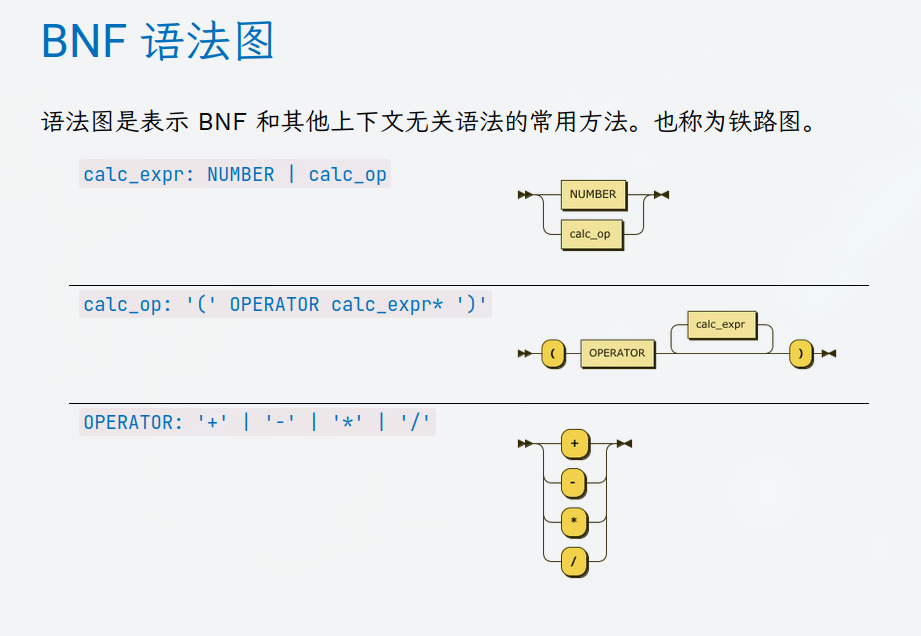 BNF 语法图
语法图是表示 BNF 和其他上下文无关语法的常用方法。也称为铁路图。
calc_expr: NUMBER | calc_op
NUMBER
calc_op
calc_op: '(' OPERATOR calc_expr* ')'
calc_expr
( OPERATOR )
OPERATOR: '+' | '-' | '*' | '/'
+
-
*
/